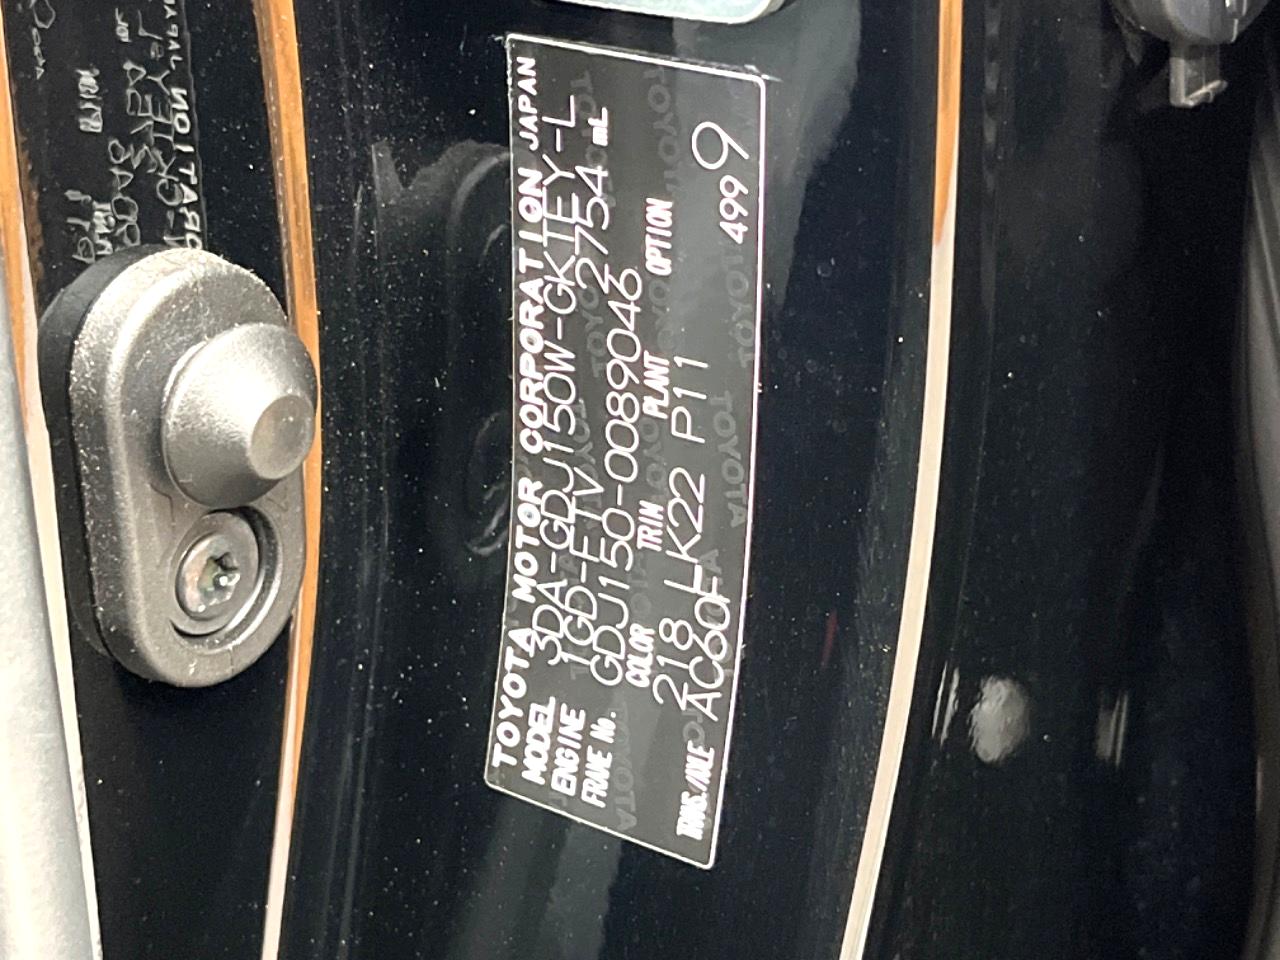 TOYOTA MOTOR CORPORATION JAPAN
MODEL 3DA-GDJ150W-GKTEY-L
ENGINE 1GD-FTV 2754 mL
FRAME No. GDJ150-0089046
COLOR TRIM PLANT OPTION
218 LK22 P11
TRANS./AXLE AC60FA 4999